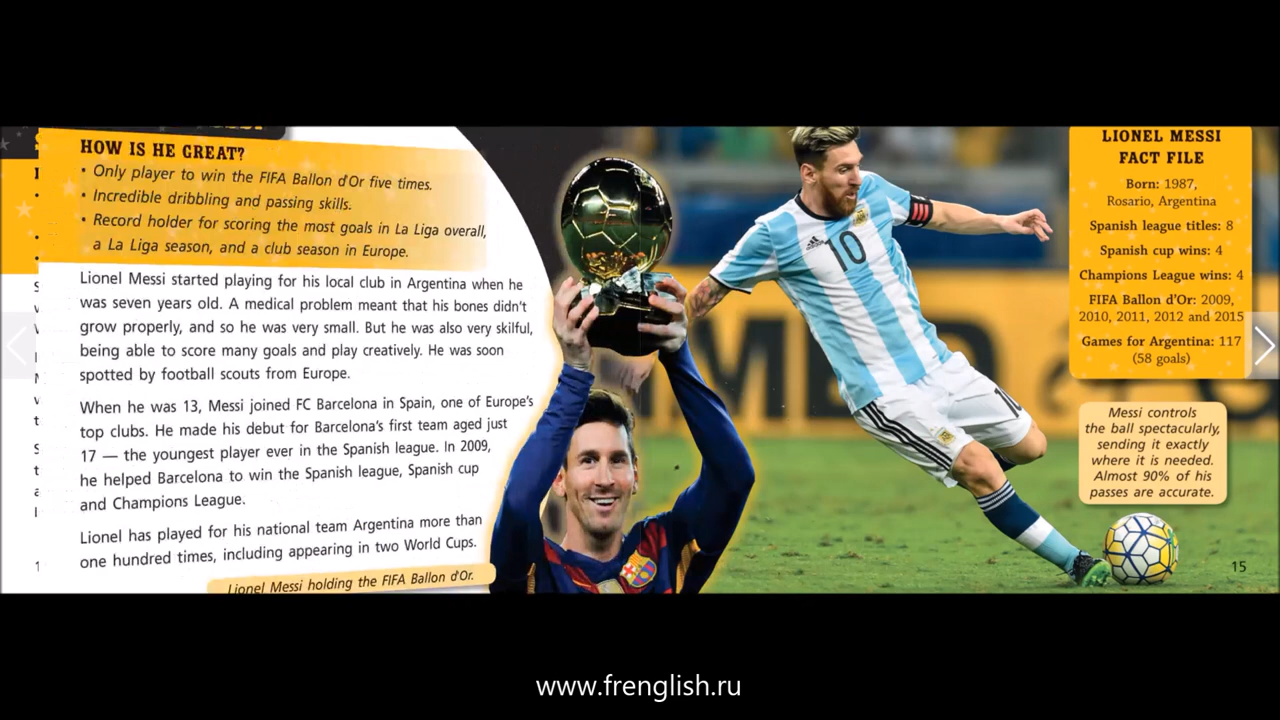 HOW IS HE GREAT?
• Only player to win the FIFA Ballon d'Or five times.
• Incredible dribbling and passing skills.
• Record holder for scoring the most goals in La Liga overall,
a La Liga season, and a club season in Europe.
Lionel Messi started playing for his local club in Argentina when he
was seven years old. A medical problem meant that his bones didn't
grow properly, and so he was very small. But he was also very skilful,
being able to score many goals and play creatively. He was soon
spotted by football scouts from Europe.
When he was 13, Messi joined FC Barcelona in Spain, one of Europe's
top clubs. He made his debut for Barcelona's first team aged just
17 — the youngest player ever in the Spanish league. In 2009,
he helped Barcelona to win the Spanish league, Spanish cup
and Champions League.
Lionel has played for his national team Argentina more than
one hundred times, including appearing in two World Cups.
Lionel Messi holding the FIFA Ballon d'Or.
10
10
LIONEL MESSI
FACT FILE
Born: 1987,
Rosario, Argentina
Spanish league titles: 8
Spanish cup wins: 4
Champions League wins: 4
FIFA Ballon d'Or: 2009,
2010, 2011, 2012 and 2015
Games for Argentina: 117
(58 goals)
Messi controls
the ball spectacularly,
sending it exactly
where it is needed.
Almost 90% of his
passes are accurate.
15
www.frenglish.ru